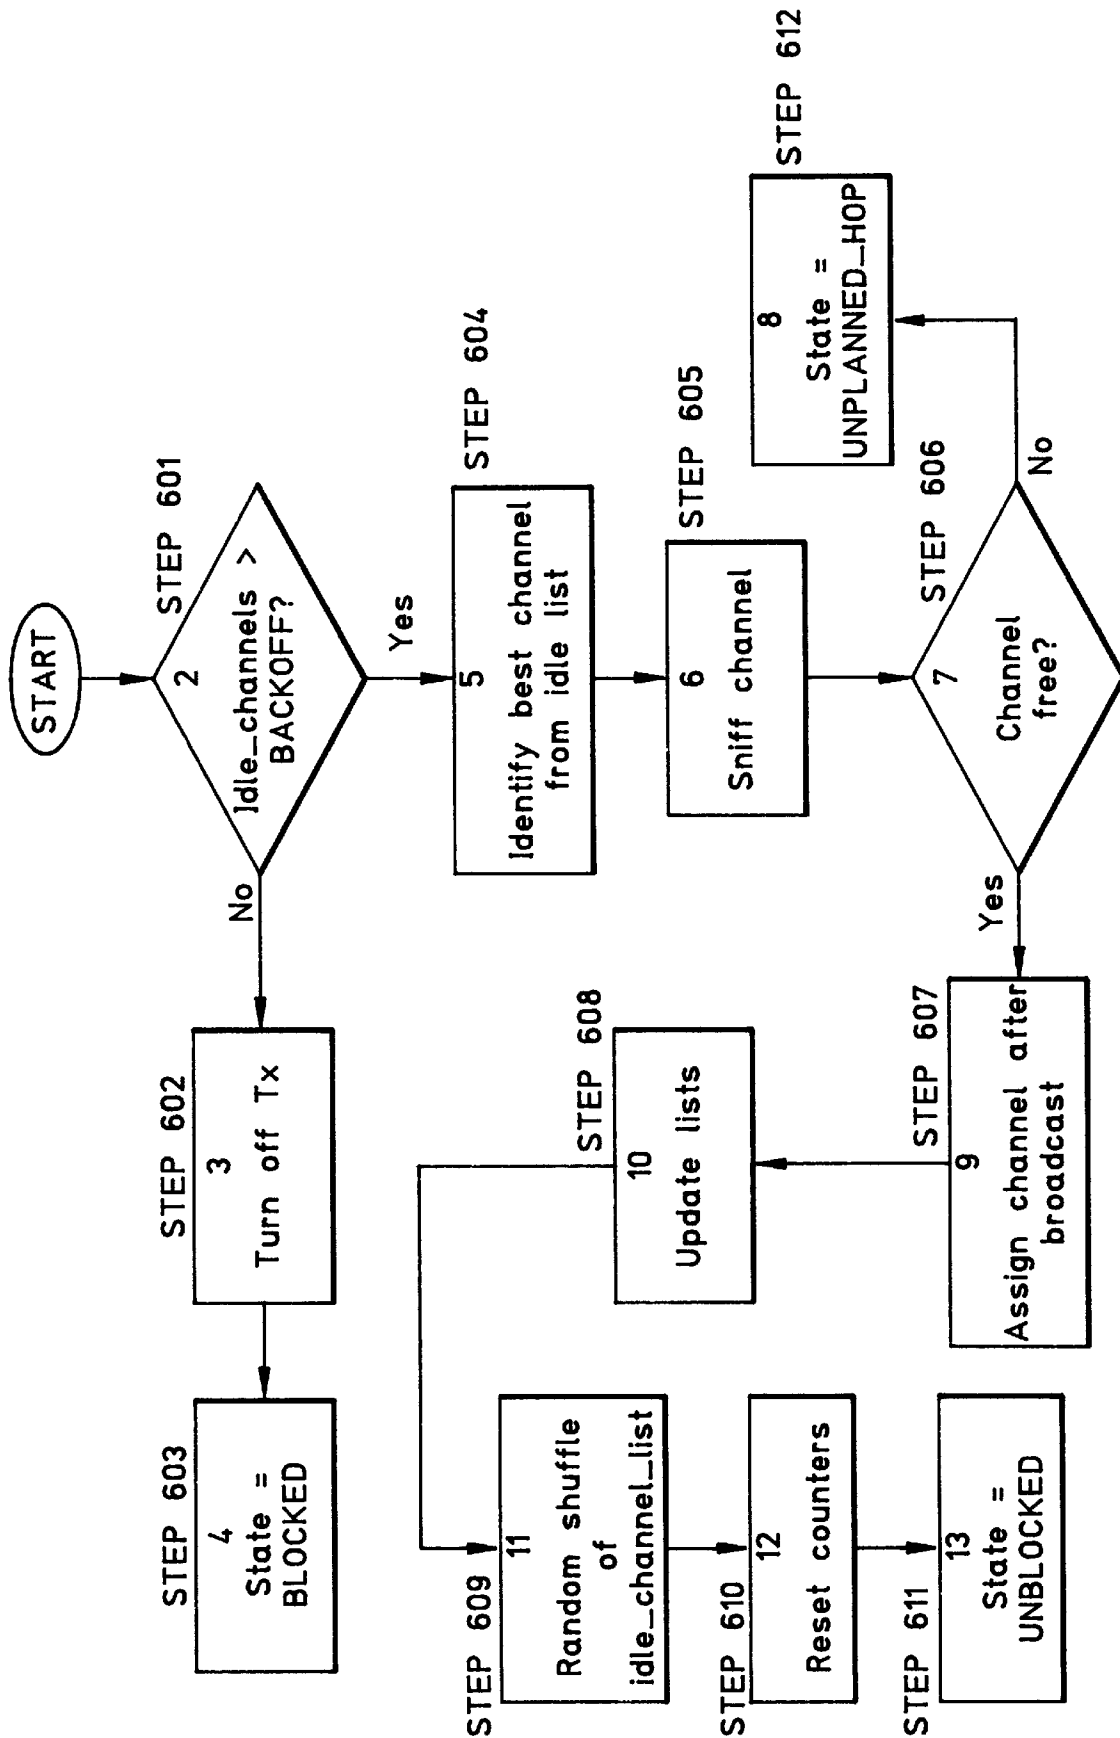 START
STEP 601
2
Idle_channels >
BACKOFF?
No
Yes
STEP 602
3
Turn off Tx
STEP 603
4
State =
BLOCKED
STEP 604
5
Identify best channel
from idle list
STEP 605
6
Sniff channel
STEP 606
7
Channel
free?
No
Yes
STEP 612
8
State =
UNPLANNED_HOP
STEP 607
9
Assign channel after
broadcast
STEP 608
10
Update lists
STEP 609
11
Random shuffle
of
idle_channel_list
STEP 610
12
Reset counters
STEP 611
13
State =
UNBLOCKED